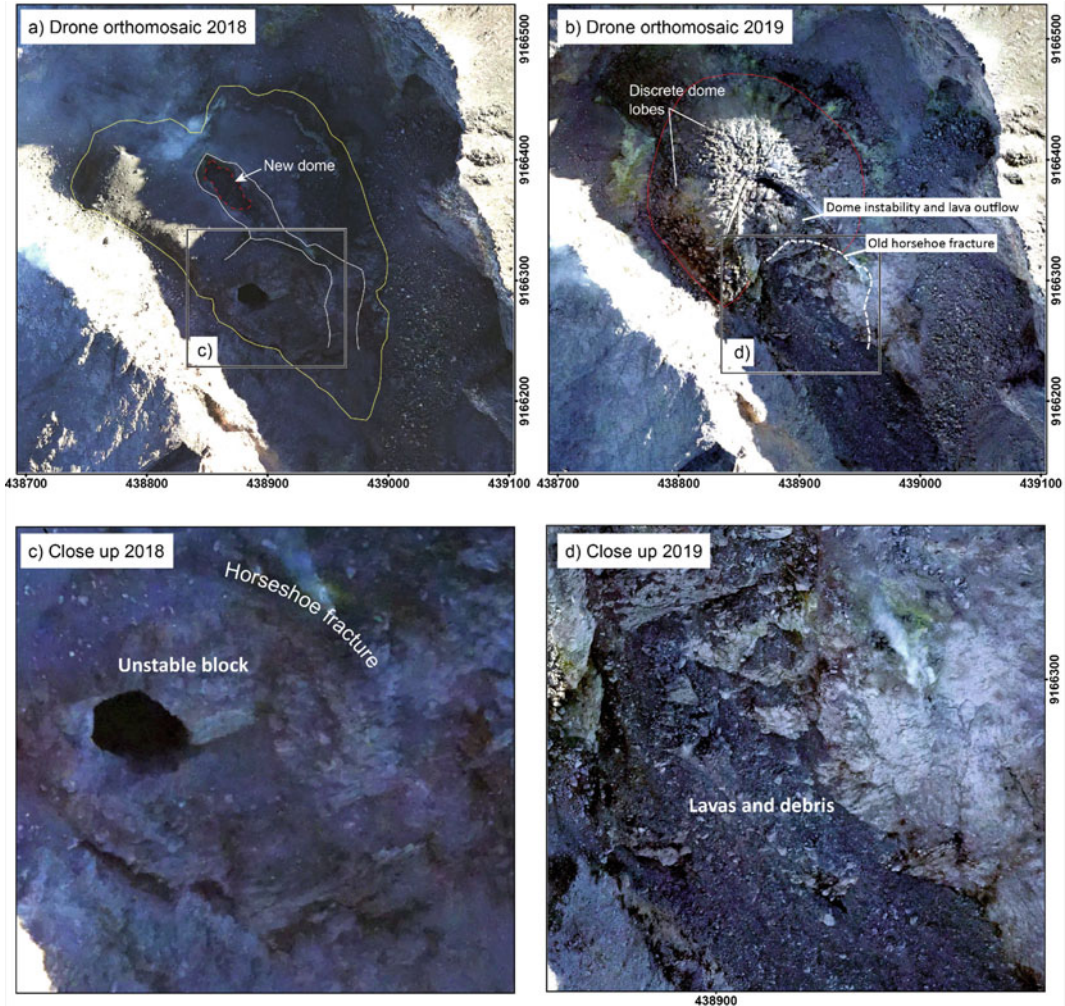 a) Drone orthomosaic 2018
New dome
c)
9166500
9166400
9166300
9166200
438700
438800
438900
439000
439100
b) Drone orthomosaic 2019
Discrete dome
lobes
Dome instability and lava outflow
Old horsehoe fracture
d)
9166500
9166400
9166300
9166200
438700
438800
438900
439000
439100
c) Close up 2018
Horseshoe fracture
Unstable block
d) Close up 2019
Lavas and debris
9166300
438900